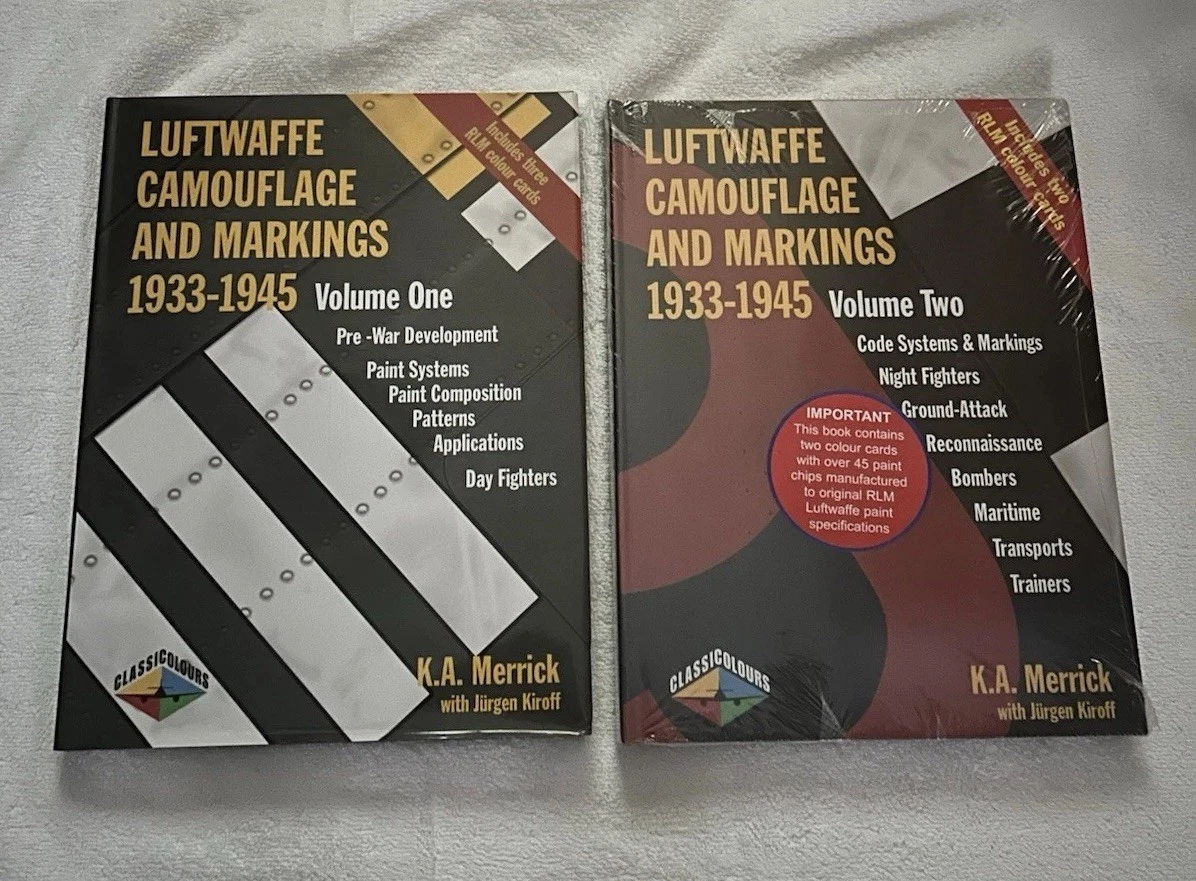 LUFTWAFFE
CAMOUFLAGE
AND MARKINGS
1933-1945 Volume One
Includes three
RLM colour cards
Pre -War Development
Paint Systems
Paint Composition
Patterns
Applications
Day Fighters
CLASSICOLOURS
K.A. Merrick
with Jürgen Kiroff
LUFTWAFFE
CAMOUFLAGE
AND MARKINGS
1933-1945 Volume Two
Includes two
RLM colour cards
Code Systems & Markings
Night Fighters
Ground-Attack
Reconnaissance
Bombers
Maritime
Transports
Trainers
IMPORTANT
This book contains
two colour cards
with over 45 paint
chips manufactured
to original RLM
Luftwaffe paint
specifications
CLASSICOLOURS
K.A. Merrick
with Jürgen Kiroff